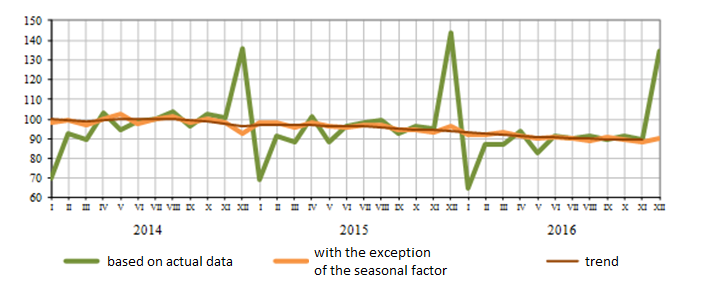 150
140
130
120
110
100
90
80
70
60
I II III IV V VI VII VIII IX X XI XII I II III IV V VI VII VIII IX X XI XII I II III IV V VI VII VIII IX X XI XII
2014 2015 2016
based on actual data
with the exception
of the seasonal factor
trend